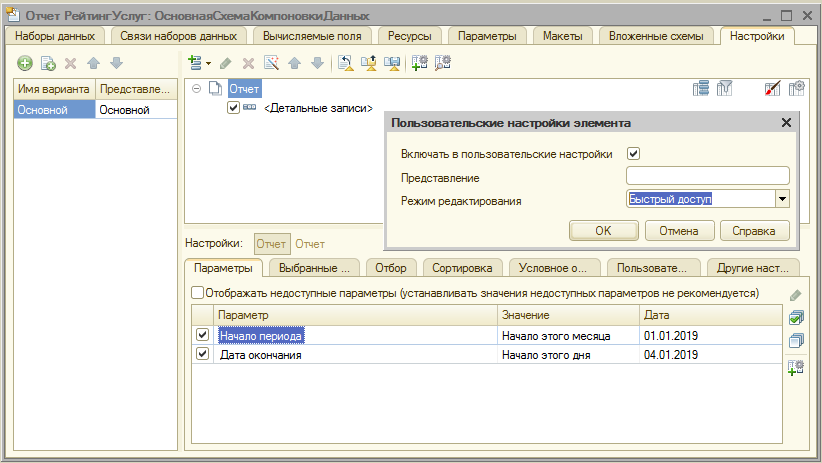 Отчет РейтингУслуг: ОсновнаяСхемаКомпоновкиДанных
Наборы данных Связи наборов данных Вычисляемые поля Ресурсы Параметры Макеты Вложенные схемы Настройки
Имя варианта Представле...
Основной Основной
Отчет
<Детальные записи>
Пользовательские настройки элемента
Включать в пользовательские настройки
Представление
Режим редактирования Быстрый доступ
ОК Отмена Справка
Настройки: Отчет Отчет
Параметры Выбранные ... Отбор Сортировка Условное о... Пользовате... Другие наст...
Отображать недоступные параметры (устанавливать значения недоступных параметров не рекомендуется)
Параметр Значение Дата
Начало периода Начало этого месяца 01.01.2019
Дата окончания Начало этого дня 04.01.2019